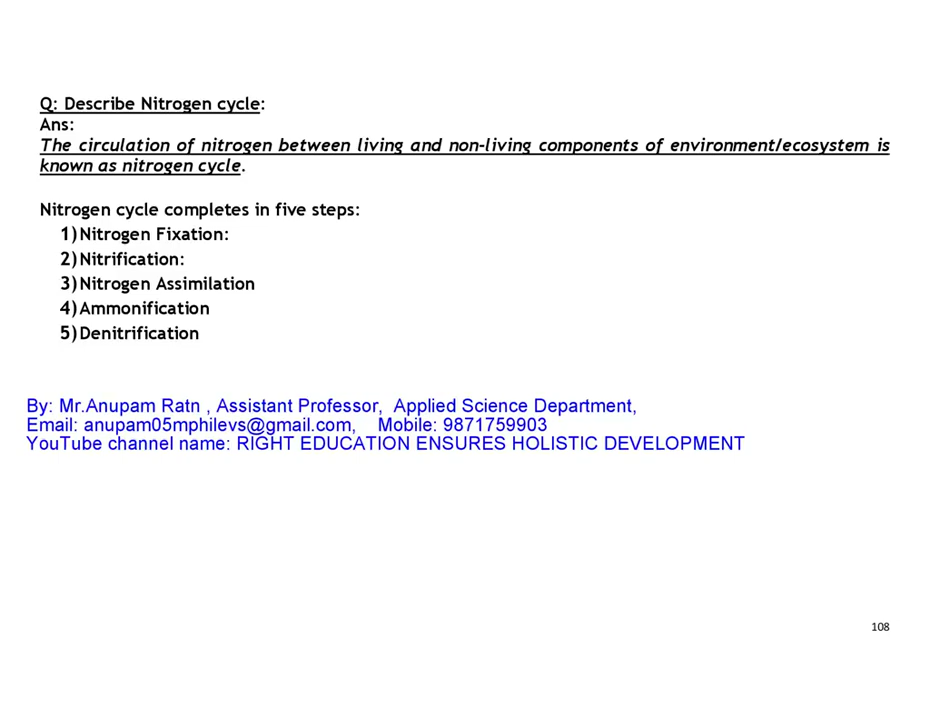 Q: Describe Nitrogen cycle:
Ans:
The circulation of nitrogen between living and non-living components of environment/ecosystem is
known as nitrogen cycle.
Nitrogen cycle completes in five steps:
1)Nitrogen Fixation:
2)Nitrification:
3)Nitrogen Assimilation
4)Ammonification
5)Denitrification
By: Mr.Anupam Ratn , Assistant Professor,  Applied Science Department,
Email: anupam05mphilevs@gmail.com,    Mobile: 9871759903
YouTube channel name: RIGHT EDUCATION ENSURES HOLISTIC DEVELOPMENT
108